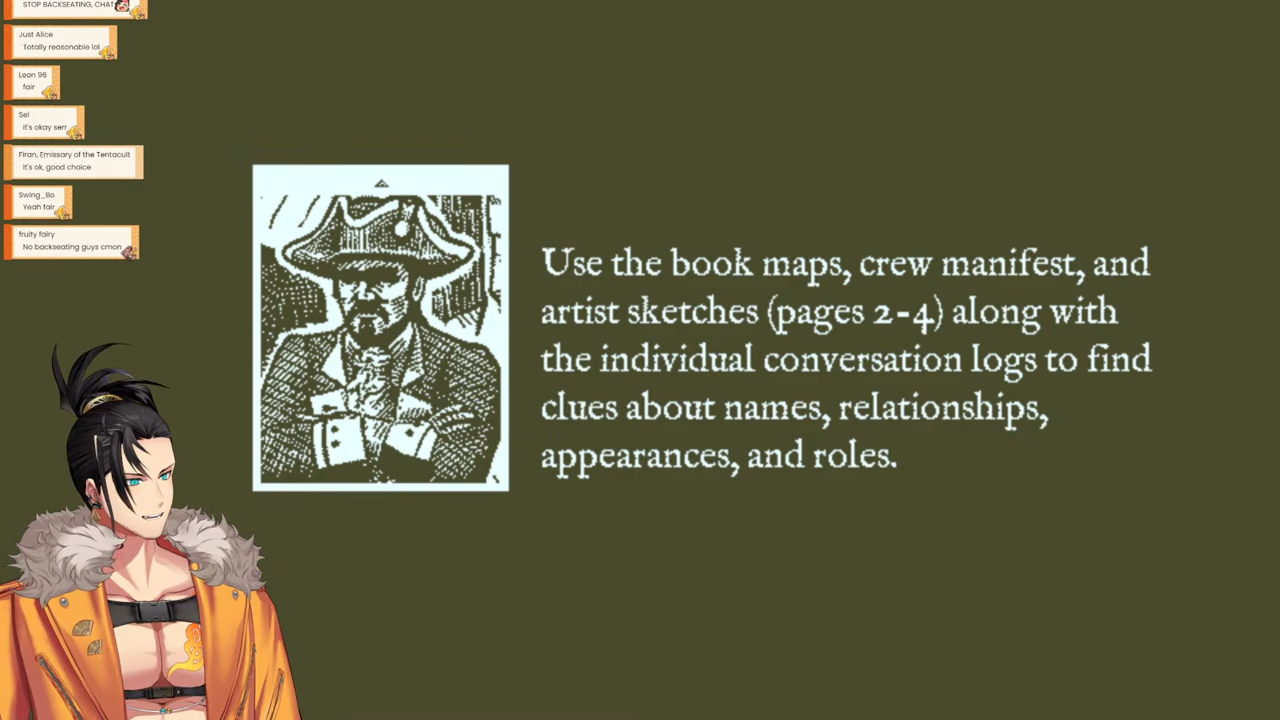 STOP BACKSEATING, CHAT
Just Alice
Totally reasonable lol
Leon 96
fair
Sel
it's okay serr
Firan, Emissary of the Tentacult
It's ok, good choice
Swing_Bo
Yeah fair
fruity fairy
No backseating guys cmon
Use the book maps, crew manifest, and
artist sketches (pages 2-4) along with
the individual conversation logs to find
clues about names, relationships,
appearances, and roles.